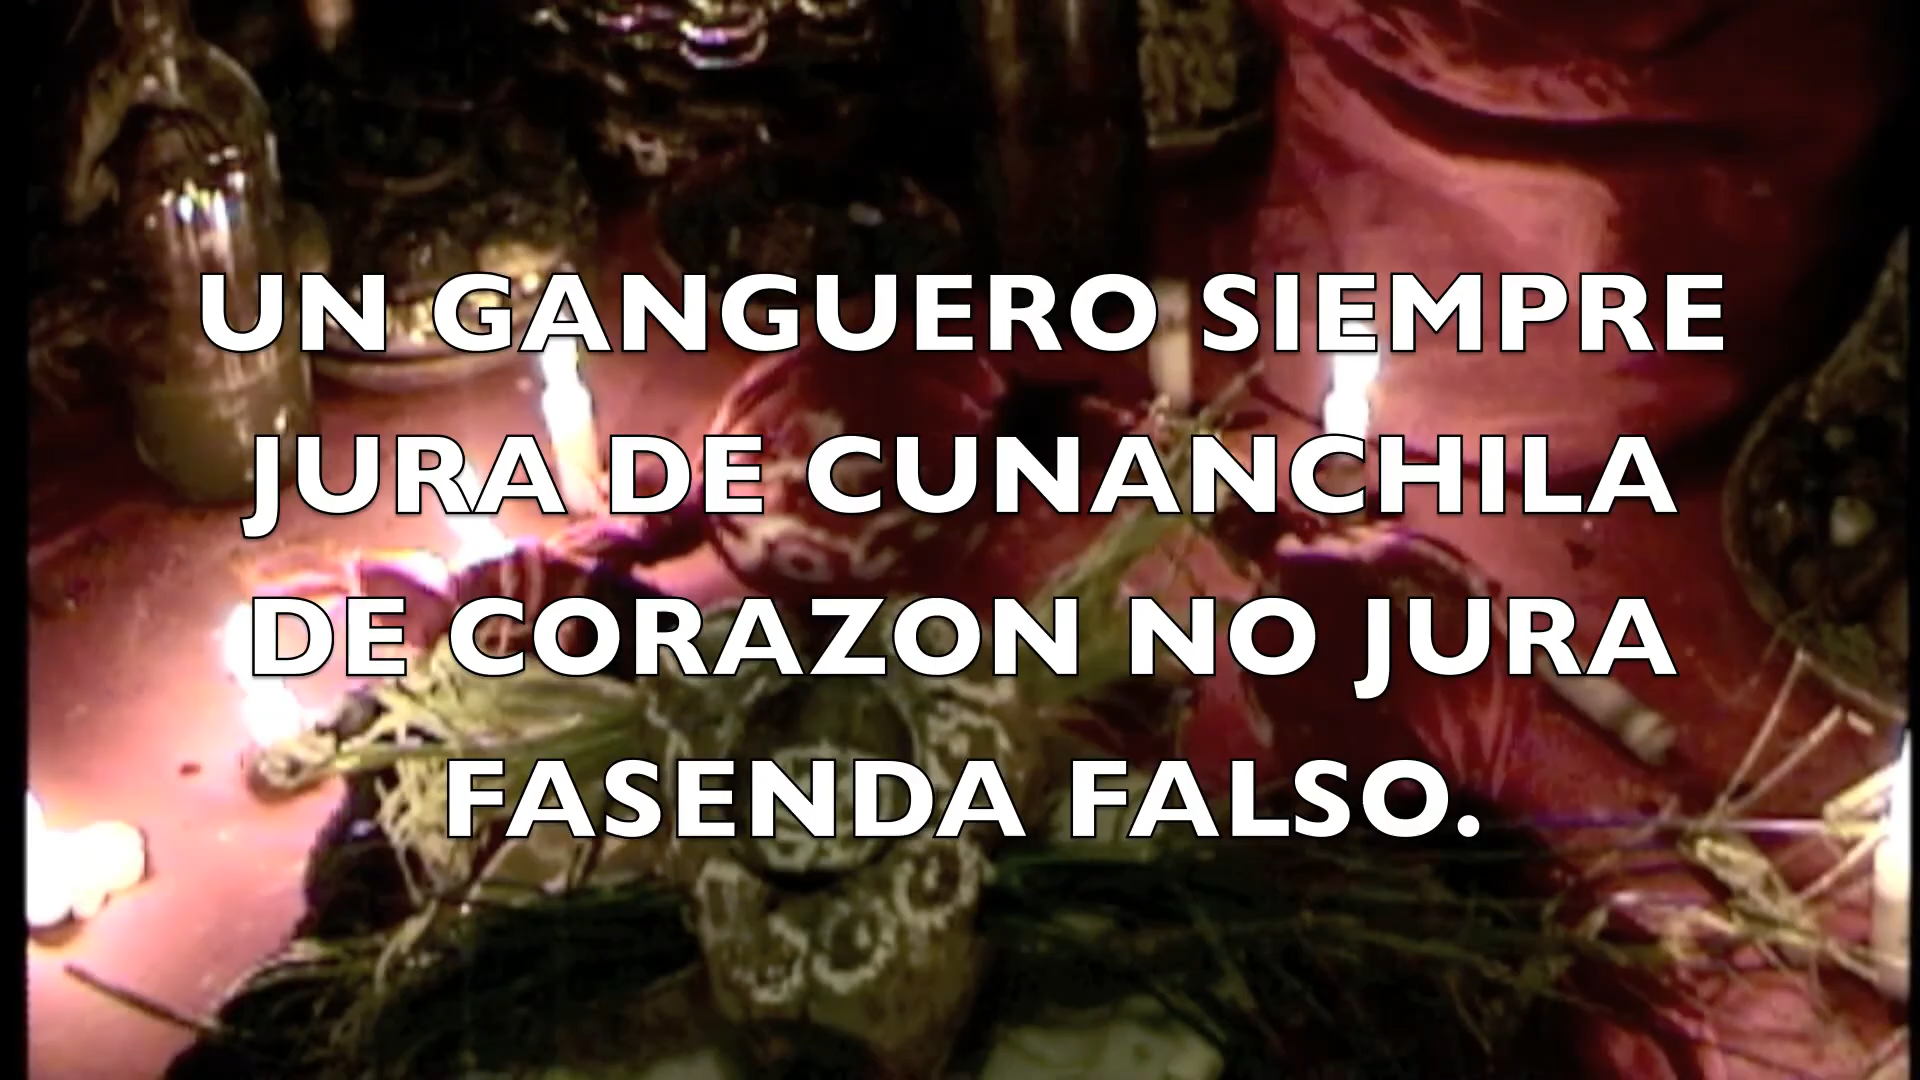 UN GANGUERO SIEMPRE
JURA DE CUNANCHILA
DE CORAZON NO JURA
FASENDA FALSO.